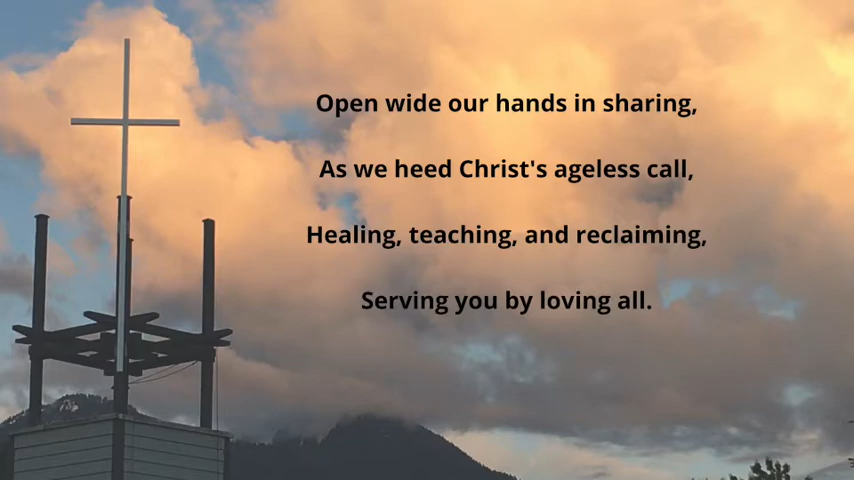 Open wide our hands in sharing,
As we heed Christ's ageless call,
Healing, teaching, and reclaiming,
Serving you by loving all.